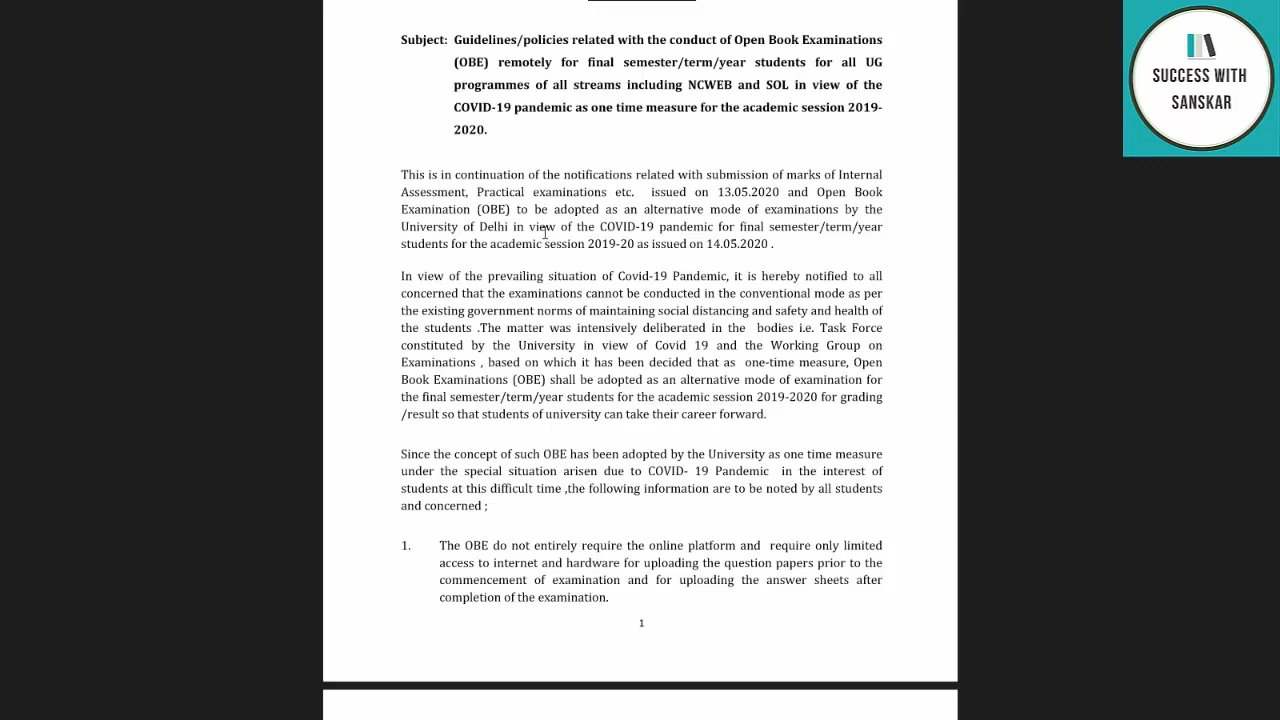 Subject: Guidelines/policies related with the conduct of Open Book Examinations
(OBE) remotely for final semester/term/year students for all UG
programmes of all streams including NCWEB and SOL in view of the
COVID-19 pandemic as one time measure for the academic session 2019-
2020.
This is in continuation of the notifications related with submission of marks of Internal
Assessment, Practical examinations etc. issued on 13.05.2020 and Open Book
Examination (OBE) to be adopted as an alternative mode of examinations by the
University of Delhi in view of the COVID-19 pandemic for final semester/term/year
students for the academic session 2019-20 as issued on 14.05.2020 .
In view of the prevailing situation of Covid-19 Pandemic, it is hereby notified to all
concerned that the examinations cannot be conducted in the conventional mode as per
the existing government norms of maintaining social distancing and safety and health of
the students .The matter was intensively deliberated in the bodies i.e. Task Force
constituted by the University in view of Covid 19 and the Working Group on
Examinations , based on which it has been decided that as one-time measure, Open
Book Examinations (OBE) shall be adopted as an alternative mode of examination for
the final semester/term/year students for the academic session 2019-2020 for grading
/result so that students of university can take their career forward.
Since the concept of such OBE has been adopted by the University as one time measure
under the special situation arisen due to COVID- 19 Pandemic in the interest of
students at this difficult time ,the following information are to be noted by all students
and concerned ;
1. The OBE do not entirely require the online platform and require only limited
access to internet and hardware for uploading the question papers prior to the
commencement of examination and for uploading the answer sheets after
completion of the examination.
1
SUCCESS WITH
SANSKAR